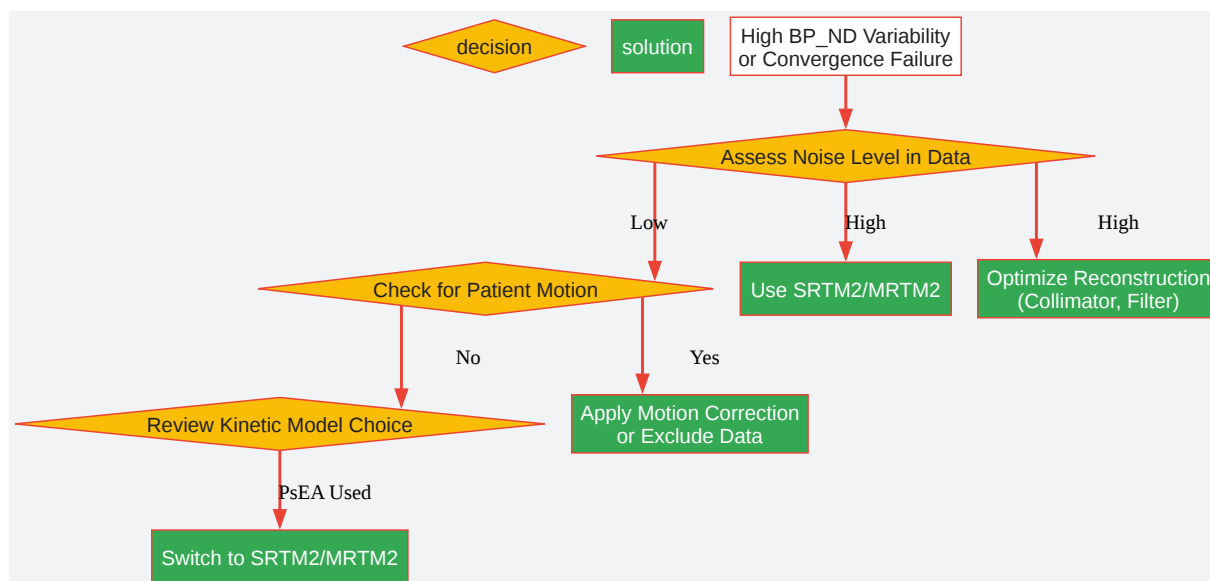 decision
solution
High BP_ND Variability
or Convergence Failure
Assess Noise Level in Data
Low
High
High
Check for Patient Motion
Use SRTM2/MRTM2
Optimize Reconstruction
(Collimator, Filter)
No
Yes
Review Kinetic Model Choice
Apply Motion Correction
or Exclude Data
PsEA Used
Switch to SRTM2/MRTM2